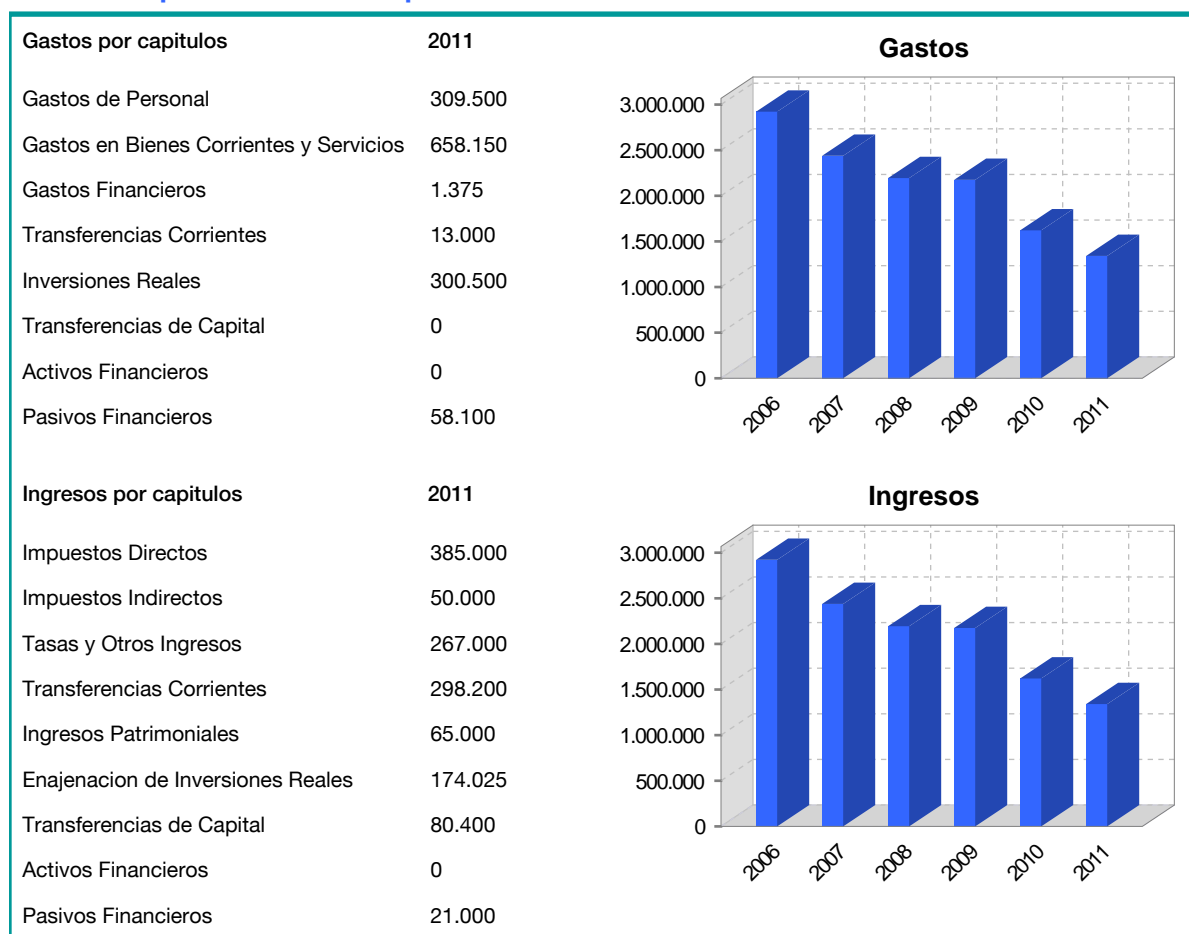 Gastos por capitulos 2011
Gastos de Personal 309.500
Gastos en Bienes Corrientes y Servicios 658.150
Gastos Financieros 1.375
Transferencias Corrientes 13.000
Inversiones Reales 300.500
Transferencias de Capital 0
Activos Financieros 0
Pasivos Financieros 58.100
Gastos
3.000.000
2.500.000
2.000.000
1.500.000
1.000.000
500.000
0
2006 2007 2008 2009 2010 2011
Ingresos por capitulos 2011
Impuestos Directos 385.000
Impuestos Indirectos 50.000
Tasas y Otros Ingresos 267.000
Transferencias Corrientes 298.200
Ingresos Patrimoniales 65.000
Enajenacion de Inversiones Reales 174.025
Transferencias de Capital 80.400
Activos Financieros 0
Pasivos Financieros 21.000
Ingresos
3.000.000
2.500.000
2.000.000
1.500.000
1.000.000
500.000
0
2006 2007 2008 2009 2010 2011